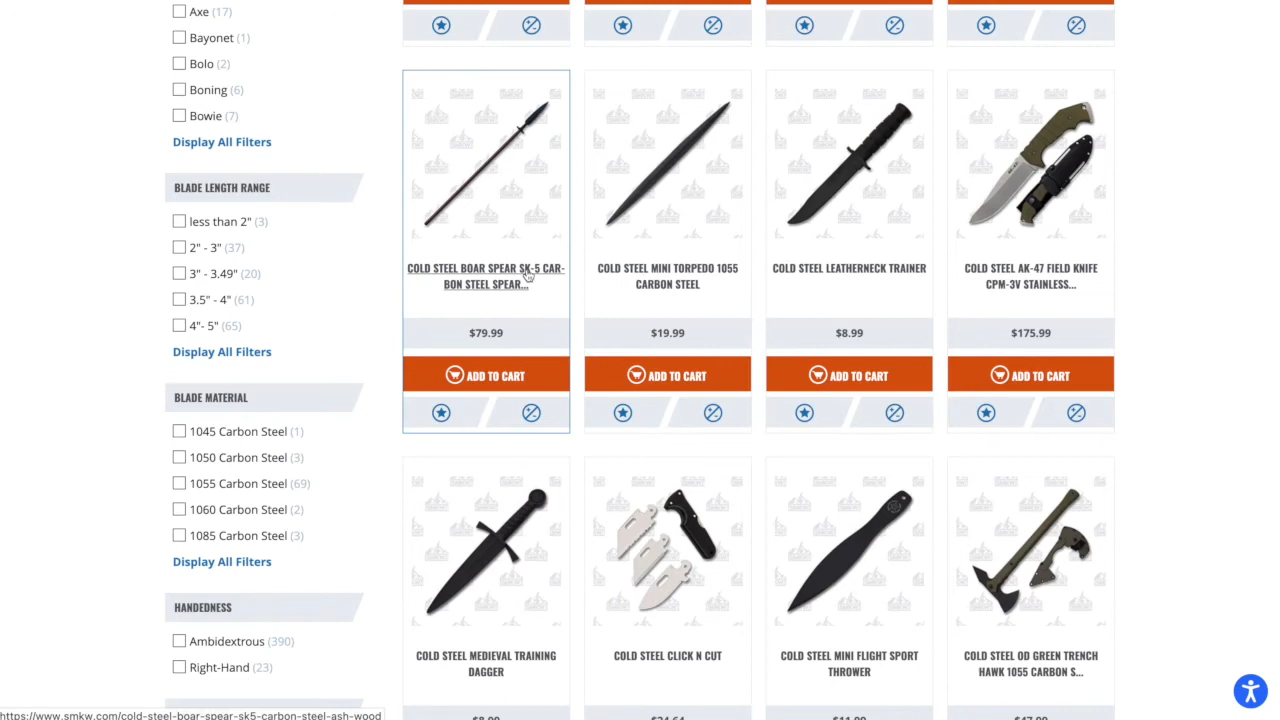 Axe (17)
Bayonet (1)
Bolo (2)
Boning (6)
Bowie (7)
Display All Filters
BLADE LENGTH RANGE
less than 2" (3)
2" - 3" (37)
3" - 3.49" (20)
3.5" - 4" (61)
4"- 5" (65)
Display All Filters
BLADE MATERIAL
1045 Carbon Steel (1)
1050 Carbon Steel (3)
1055 Carbon Steel (69)
1060 Carbon Steel (2)
1085 Carbon Steel (3)
Display All Filters
HANDEDNESS
Ambidextrous (390)
Right-Hand (23)
COLD STEEL BOAR SPEAR SK-5 CAR-
BON STEEL SPEAR...
$79.99
ADD TO CART
COLD STEEL MINI TORPEDO 1055
CARBON STEEL
$19.99
ADD TO CART
COLD STEEL LEATHERNECK TRAINER
$8.99
ADD TO CART
COLD STEEL AK-47 FIELD KNIFE
CPM-3V STAINLESS...
$175.99
ADD TO CART
COLD STEEL MEDIEVAL TRAINING
DAGGER
COLD STEEL CLICK N CUT
COLD STEEL MINI FLIGHT SPORT
THROWER
COLD STEEL OD GREEN TRENCH
HAWK 1055 CARBON S...
https://www.smkw.com/cold-steel-boar-spear-sk5-carbon-steel-ash-wood